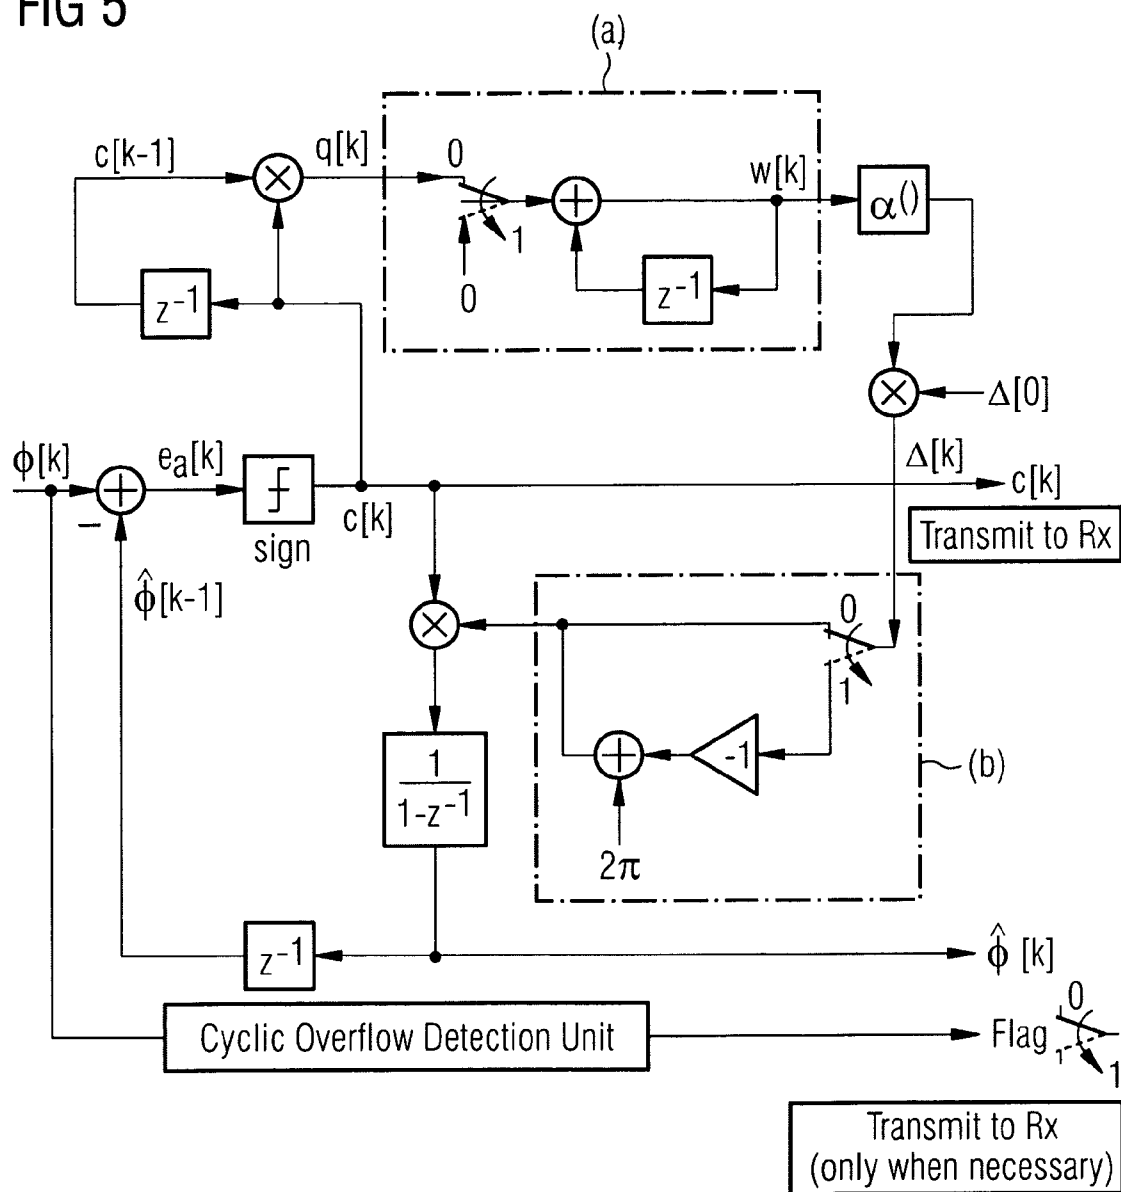 FIG 5
(a)
c[k-1]
q[k]
0
w[k]
α()
1
0
z⁻¹
z⁻¹
Δ[0]
ϕ[k]
eₐ[k]
Δ[k]
c[k]
−
sign
c[k]
Transmit to Rx
ϕ̂[k-1]
0
1
-1
(b)
1
1-z⁻¹
2π
z⁻¹
ϕ̂ [k]
0
Cyclic Overflow Detection Unit
Flag
1
Transmit to Rx
(only when necessary)